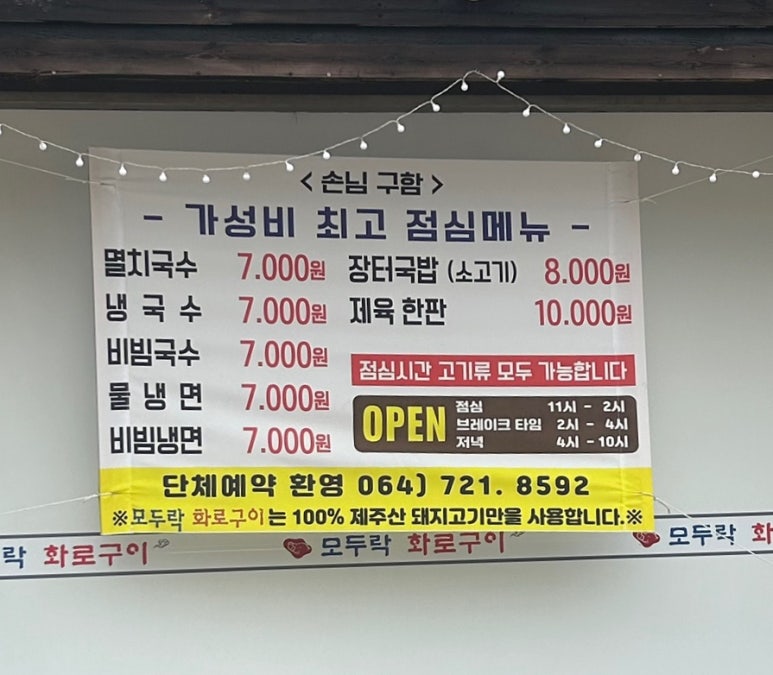 < 손님 구함 >
- 가성비 최고 점심메뉴 -
멸치국수 7.000원
냉국수 7.000원
비빔국수 7.000원
물냉면 7.000원
비빔냉면 7.000원
장터국밥 (소고기) 8.000원
제육 한판 10.000원
점심시간 고기류 모두 가능합니다
OPEN
점심 11시 - 2시
브레이크 타임 2시 - 4시
저녁 4시 - 10시
단체예약 환영 064) 721. 8592
※모두락 화로구이는 100% 제주산 돼지고기만을 사용합니다.※
락 화로구이 모두락 화로구이 모두락 화